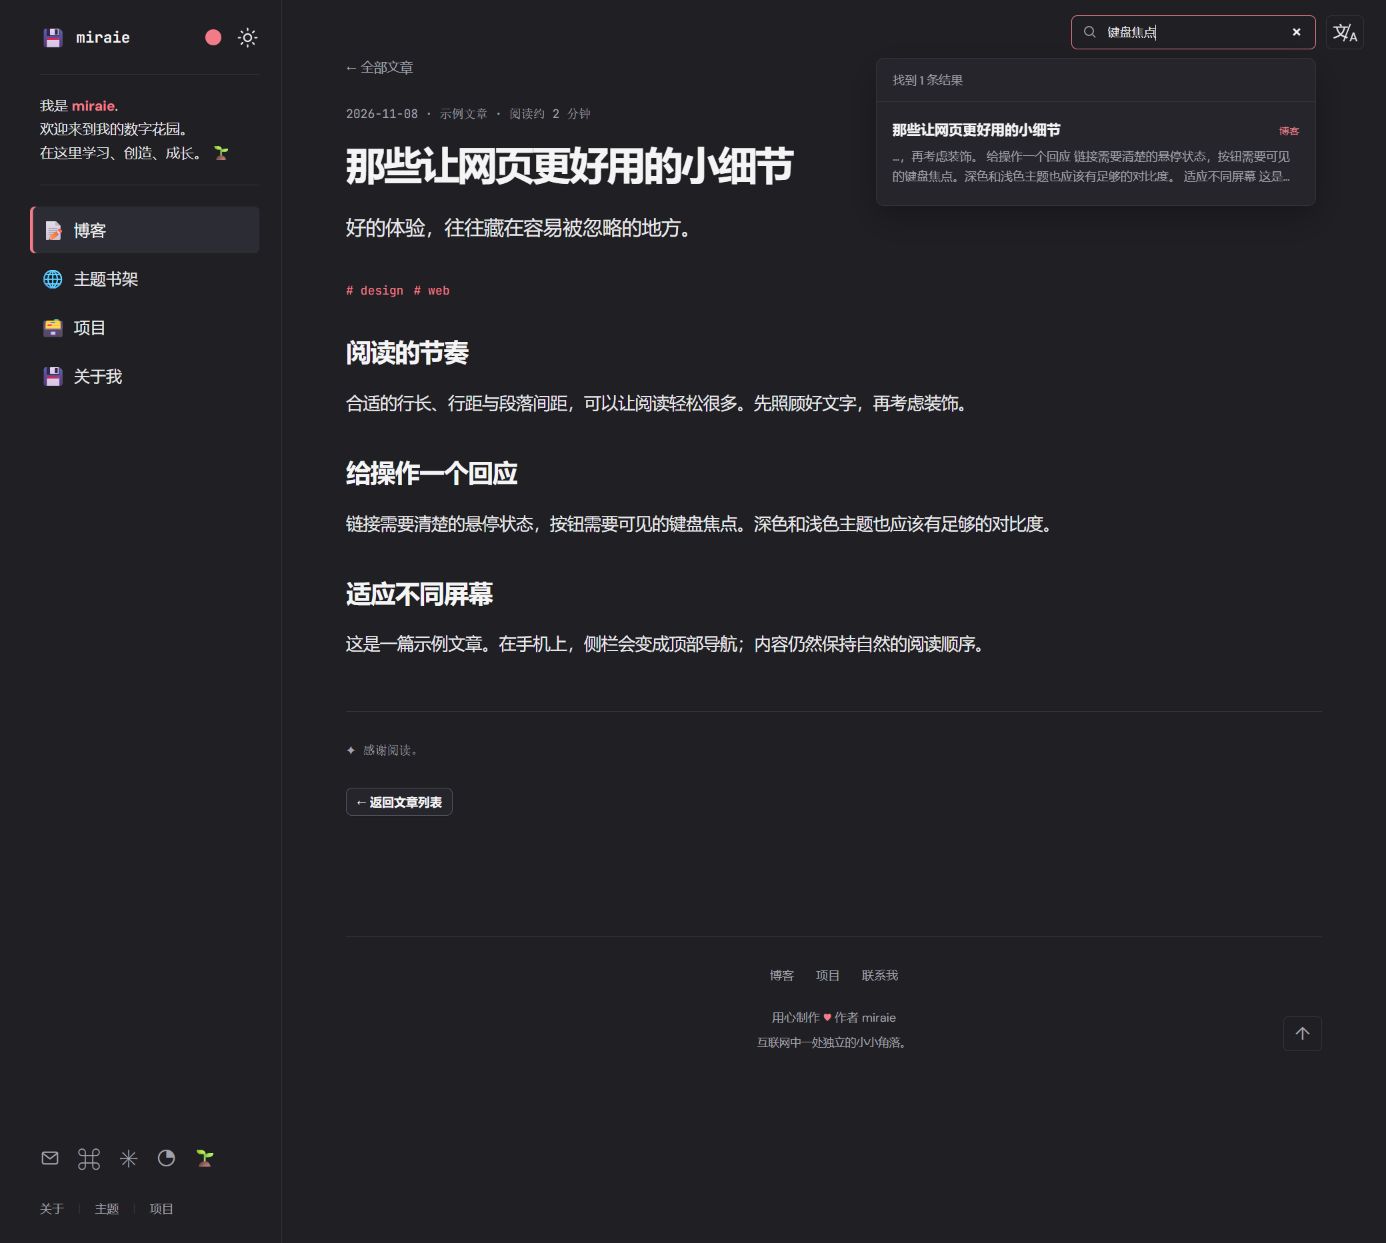 miraie
我是 miraie.
欢迎来到我的数字花园。
在这里学习、创造、成长。
博客
主题书架
项目
关于我
关于
主题
项目
键盘焦点
找到 1 条结果
那些让网页更好用的小细节
博客
…，再考虑装饰。 给操作一个回应 链接需要清楚的悬停状态，按钮需要可见
的键盘焦点。深色和浅色主题也应该有足够的对比度。 适应不同屏幕 这是…
← 全部文章
2026-11-08 · 示例文章 · 阅读约 2 分钟
那些让网页更好用的小细节
好的体验，往往藏在容易被忽略的地方。
# design # web
阅读的节奏
合适的行长、行距与段落间距，可以让阅读轻松很多。先照顾好文字，再考虑装饰。
给操作一个回应
链接需要清楚的悬停状态，按钮需要可见的键盘焦点。深色和浅色主题也应该有足够的对比度。
适应不同屏幕
这是一篇示例文章。在手机上，侧栏会变成顶部导航；内容仍然保持自然的阅读顺序。
✦ 感谢阅读。
← 返回文章列表
博客 项目 联系我
用心制作 ♥ 作者 miraie
互联网中一处独立的小小角落。